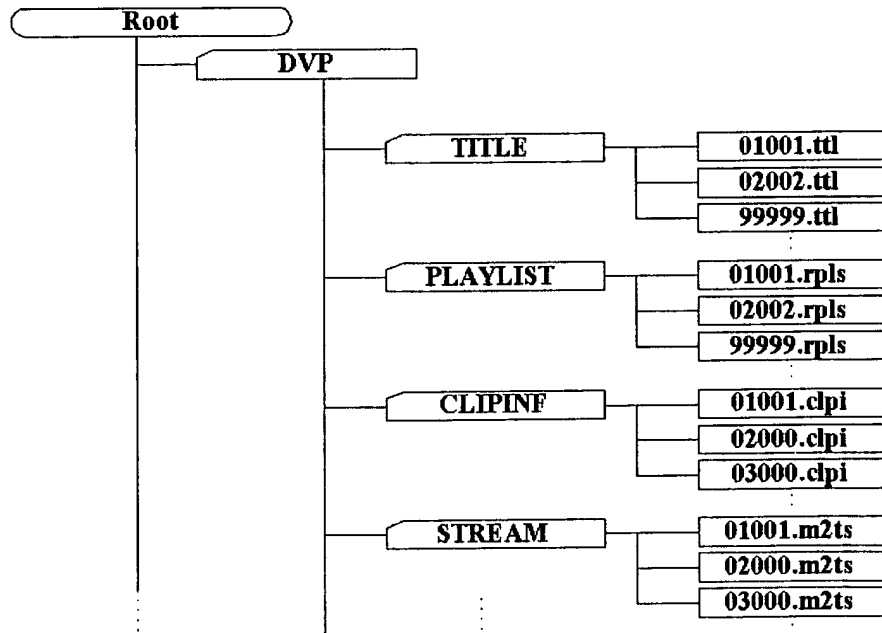 Root
DVP
TITLE
01001.ttl
02002.ttl
99999.ttl
PLAYLIST
01001.rpls
02002.rpls
99999.rpls
CLIPINF
01001.clpi
02000.clpi
03000.clpi
STREAM
01001.m2ts
02000.m2ts
03000.m2ts